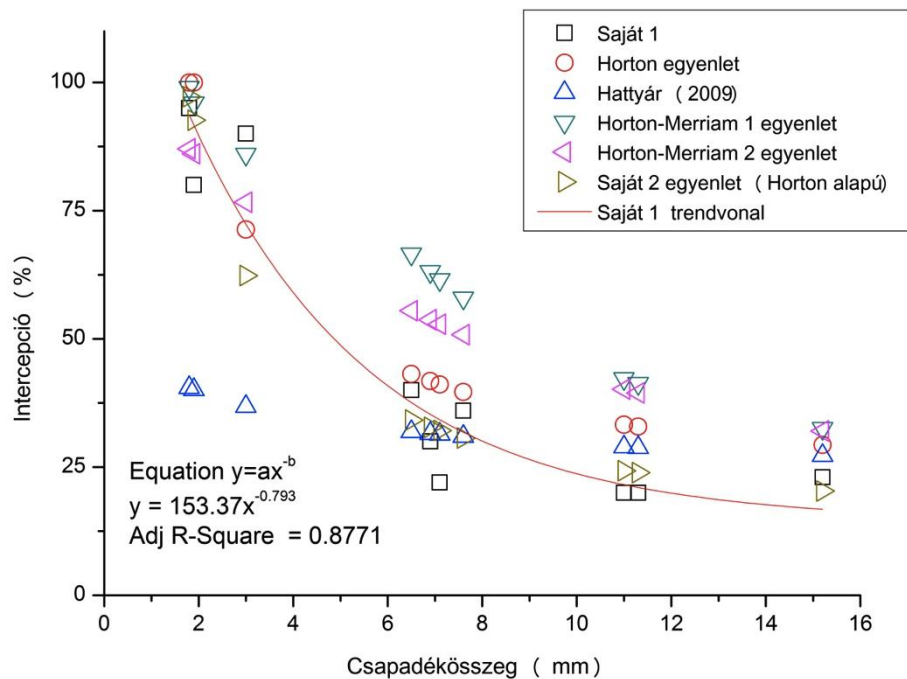 Saját 1
Horton egyenlet
Hattyár ( 2009)
Horton-Merriam 1 egyenlet
Horton-Merriam 2 egyenlet
Saját 2 egyenlet ( Horton alapú)
Saját 1 trendvonal
100
75
50
25
0
Intercepció ( %)
Equation y=ax^-b
y = 153.37x^-0.793
Adj R-Square = 0.8771
0 2 4 6 8 10 12 14 16
Csapadékösszeg ( mm)